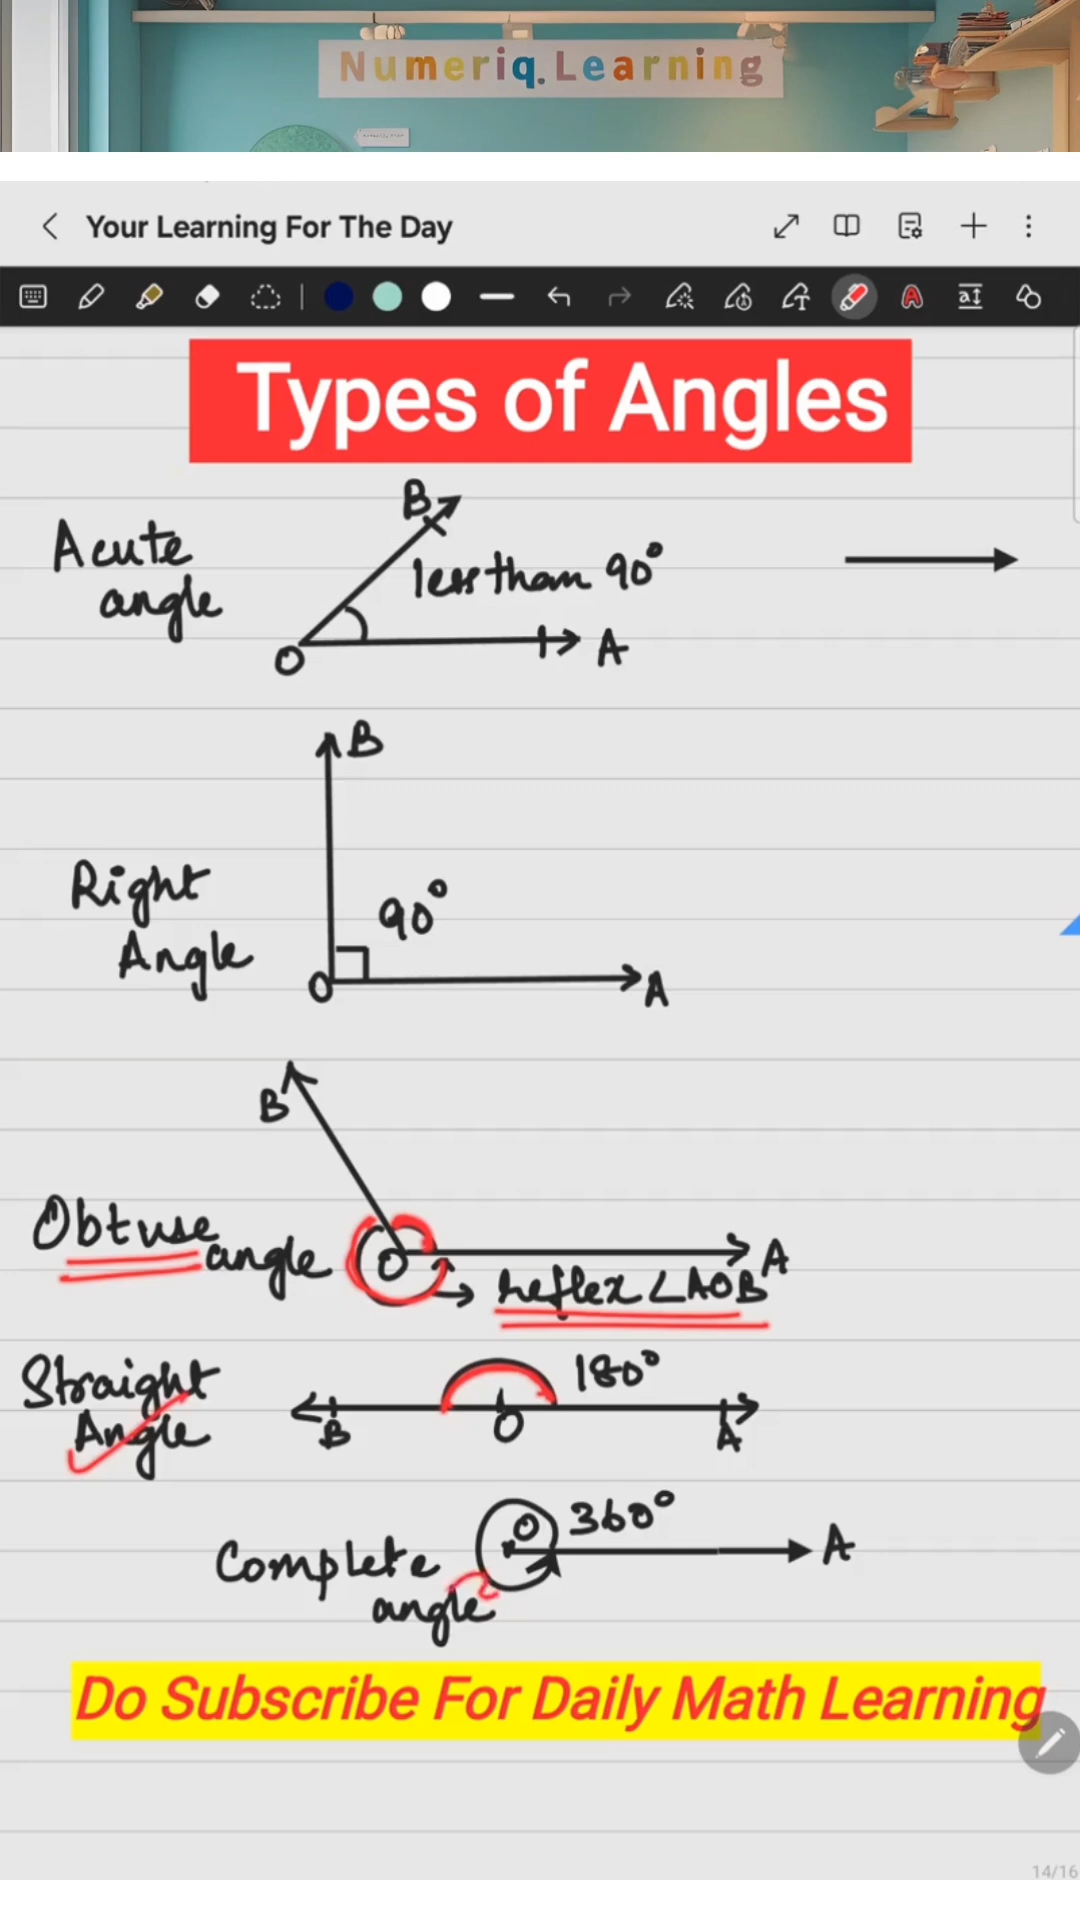 Numeriq.Learning
Your Learning For The Day
Types of Angles
B
Acute
angle
less than 90°
O
A
B
Right
Angle
90°
O
A
B
Obtuse
angle
O
A
reflex ∠AOB
Straight
Angle
180°
B
O
A
O
360°
A
Complete
angle
Do Subscribe For Daily Math Learning
14/16